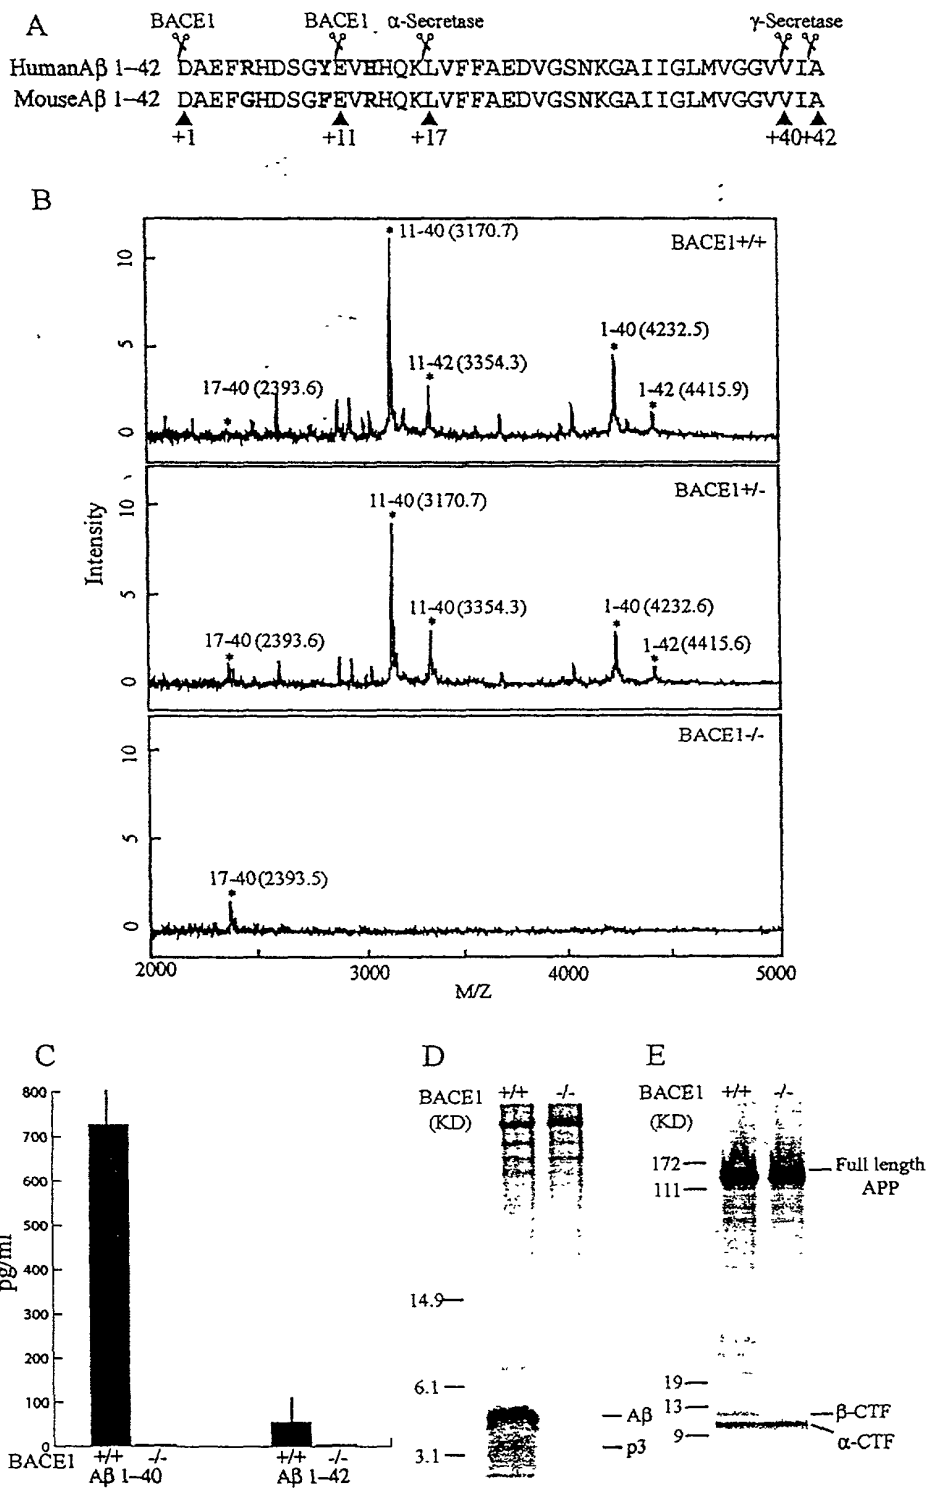 A
BACE1 BACE1 α-Secretase γ-Secretase
HumanAβ 1–42 DAEFRHDSGYEVHHQKLVFFAEDVGSNKGAIIGLMVGGVVIA
MouseAβ 1–42 DAEFGHDSGFEVRHQKLVFFAEDVGSNKGAIIGLMVGGVVIA
+1 +11 +17 +40 +42
B
BACE1+/+
* 11-40 (3170.7)
1-40 (4232.5)
*
11-42 (3354.3)
*
17-40 (2393.6)
*
1-42 (4415.9)
*
10
5
0
BACE1+/-
11-40 (3170.7)
*
11-40 (3354.3)
*
1-40 (4232.6)
*
17-40 (2393.6)
*
1-42 (4415.6)
*
10
5
0
Intensity
BACE1-/-
17-40 (2393.5)
*
10
5
0
2000 3000 4000 5000
M/Z
C
800
700
600
500
400
300
200
100
0
pg/ml
BACE1 +/+ -/- +/+ -/-
Aβ 1–40 Aβ 1–42
D
BACE1 +/+ -/-
(KD)
14.9
6.1
3.1
Aβ
p3
E
BACE1 +/+ -/-
(KD)
172
111
19
13
9
Full length
APP
β-CTF
α-CTF